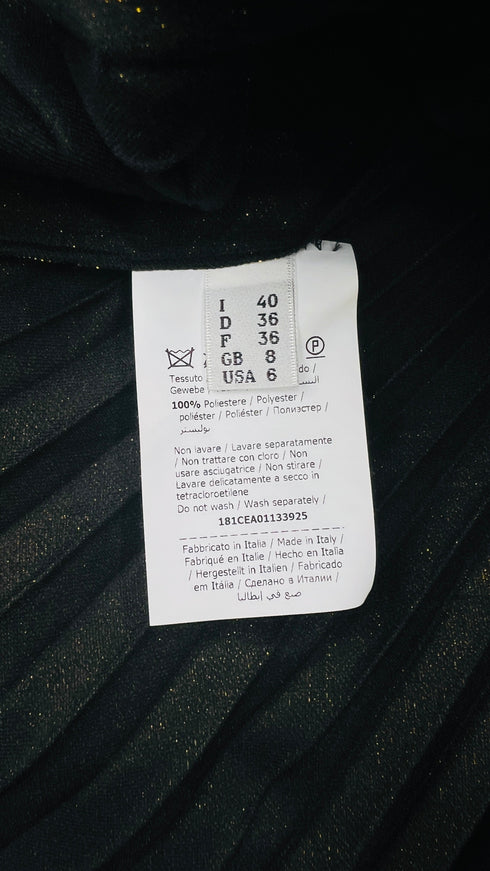 I 40
D 36
F 36
GB 8
USA 6
P
Tessuto
do /
Gewebe /
100% Poliestere / Polyester /
poliéster / Poliéster / Полиэстер /
بوليستر
Non lavare / Lavare separatamente
/ Non trattare con cloro / Non
usare asciugatrice / Non stirare /
Lavare delicatamente a secco in
tetracloroetilene
Do not wash / Wash separately /
181CEA01133925
Fabbricato in Italia / Made in Italy /
Fabriqué en Italie / Hecho en Italia
/ Hergestellt in Italien / Fabricado
em Itália / Сделано в Италии /
صنع في إيطاليا